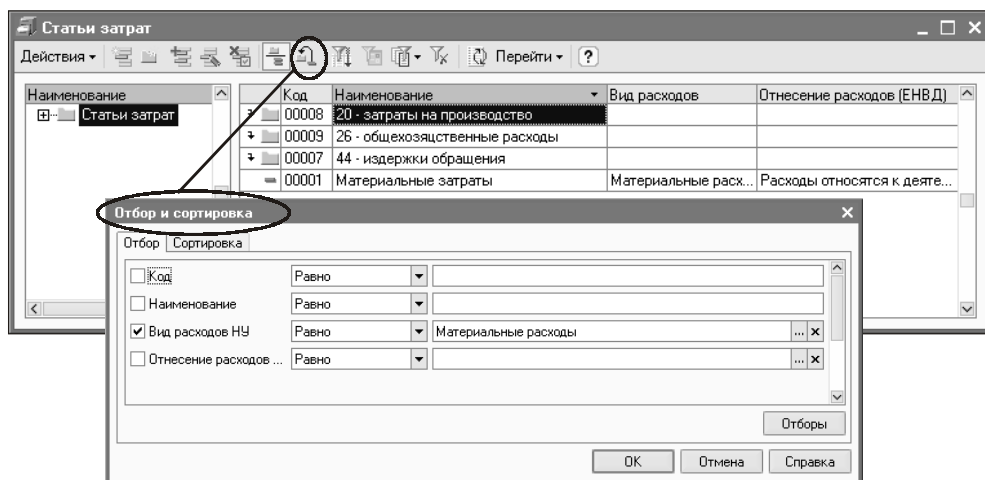 Статьи затрат
Действия Перейти ?
Наименование
Статьи затрат
Код Наименование Вид расходов Отнесение расходов (ЕНВД)
00008 20 - затраты на производство
00009 26 - общехозяцственные расходы
00007 44 - издержки обращения
00001 Материальные затраты Материальные расх... Расходы относятся к деяте...
Отбор и сортировка
Отбор Сортировка
Код Равно
Наименование Равно
Вид расходов НУ Равно Материальные расходы ...
Отнесение расходов ... Равно ...
Отборы
OK Отмена Справка